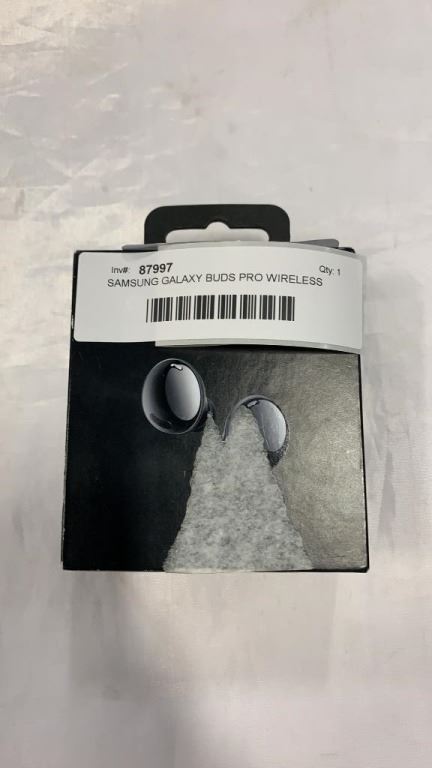 Inv#: 87997 Qty: 1
SAMSUNG GALAXY BUDS PRO WIRELESS